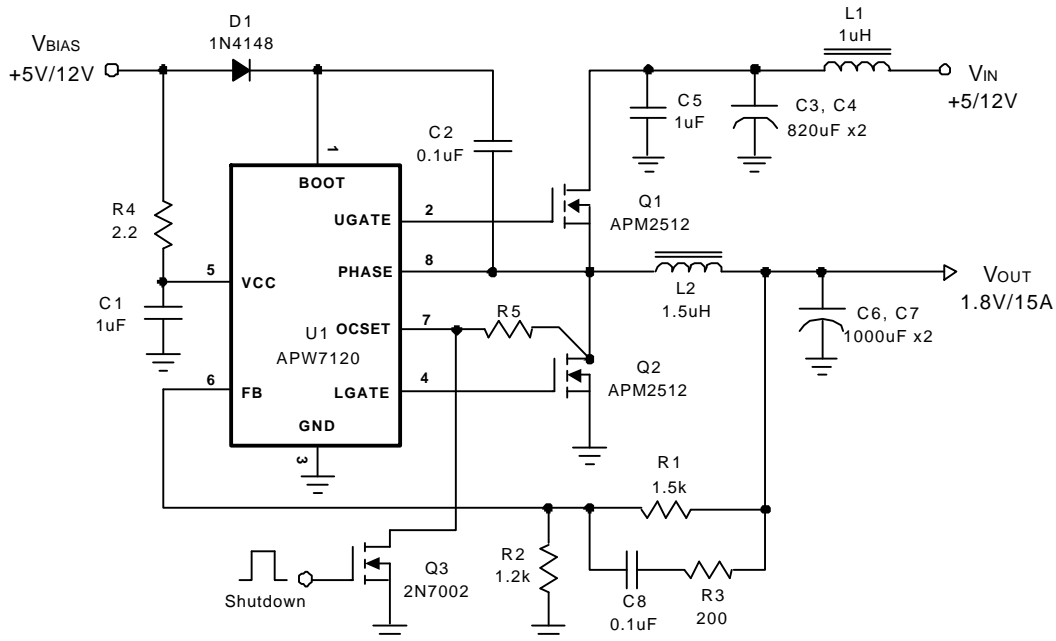 D1
1N4148
VBIAS
+5V/12V
L1
1uH
VIN
+5/12V
C5
1uF
C3, C4
820uF x2
C2
0.1uF
1
BOOT
R4
2.2
UGATE
2
Q1
APM2512
5
VCC
PHASE
8
L2
1.5uH
VOUT
1.8V/15A
C1
1uF
U1
APW7120
OCSET
7
R5
C6, C7
1000uF x2
6
FB
LGATE
4
Q2
APM2512
GND
3
R1
1.5k
Shutdown
Q3
2N7002
R2
1.2k
C8
0.1uF
R3
200